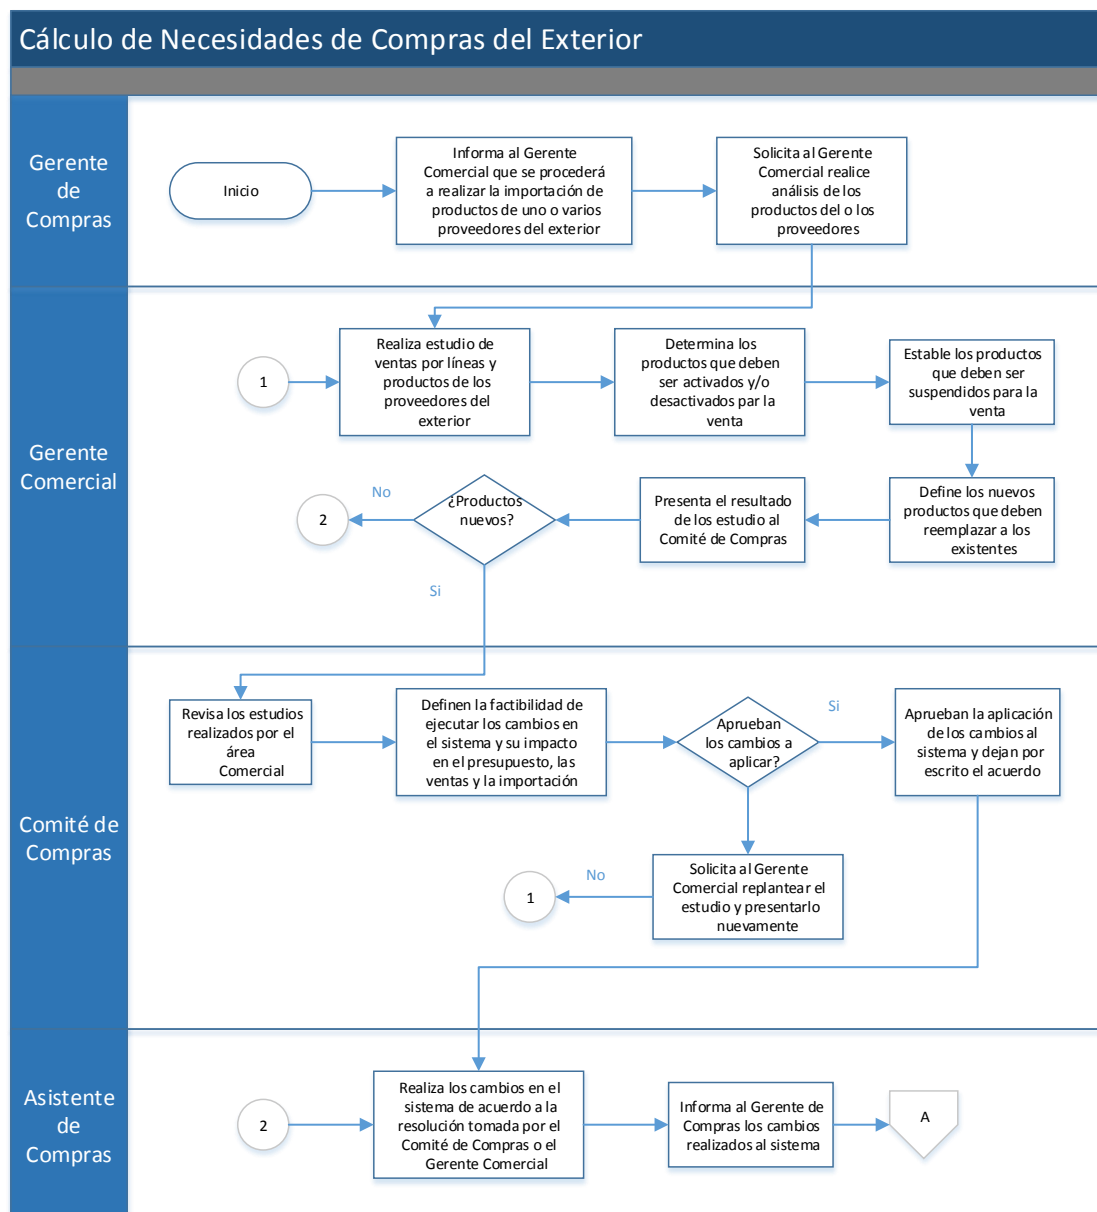 Cálculo de Necesidades de Compras del Exterior
Gerente
de
Compras
Inicio
Informa al Gerente
Comercial que se procederá
a realizar la importación de
productos de uno o varios
proveedores del exterior
Solicita al Gerente
Comercial realice
análisis de los
productos del o los
proveedores
Gerente
Comercial
1
Realiza estudio de
ventas por líneas y
productos de los
proveedores del
exterior
Determina los
productos que deben
ser activados y/o
desactivados par la
venta
Estable los productos
que deben ser
suspendidos para la
venta
Define los nuevos
productos que deben
reemplazar a los
existentes
Presenta el resultado
de los estudio al
Comité de Compras
¿Productos
nuevos?
No
2
Si
Comité de
Compras
Revisa los estudios
realizados por el
área
Comercial
Definen la factibilidad de
ejecutar los cambios en
el sistema y su impacto
en el presupuesto, las
ventas y la importación
Aprueban
los cambios a
aplicar?
Si
Aprueban la aplicación
de los cambios al
sistema y dejan por
escrito el acuerdo
Solicita al Gerente
Comercial replantear el
estudio y presentarlo
nuevamente
No
1
Asistente
de
Compras
2
Realiza los cambios en el
sistema de acuerdo a la
resolución tomada por el
Comité de Compras o el
Gerente Comercial
Informa al Gerente de
Compras los cambios
realizados al sistema
A